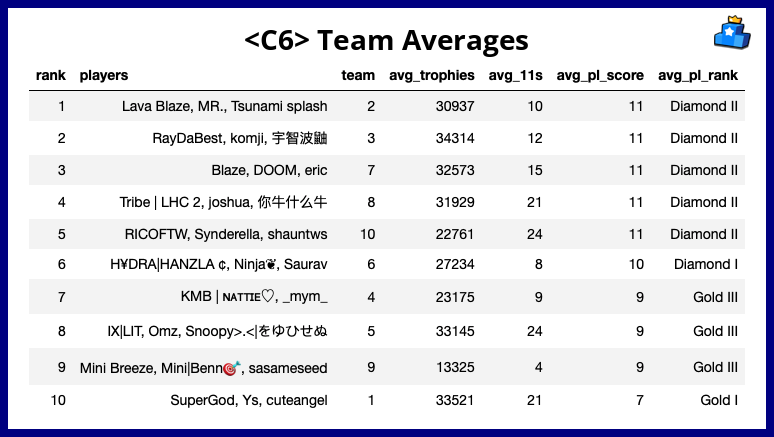 <C6> Team Averages
rank players team avg_trophies avg_11s avg_pl_score avg_pl_rank
1 Lava Blaze, MR., Tsunami splash 2 30937 10 11 Diamond II
2 RayDaBest, komji, 宇智波鼬 3 34314 12 11 Diamond II
3 Blaze, DOOM, eric 7 32573 15 11 Diamond II
4 Tribe | LHC 2, joshua, 你牛什么牛 8 31929 21 11 Diamond II
5 RICOFTW, Synderella, shauntws 10 22761 24 11 Diamond II
6 H¥DRA|HANZLA ¢, Ninja❦, Saurav 6 27234 8 10 Diamond I
7 KMB | ɴᴀᴛᴛɪᴇ♡, _mym_ 4 23175 9 9 Gold III
8 IX|LIT, Omz, Snoopy>.<|をゆひせぬ 5 33145 24 9 Gold III
9 Mini Breeze, Mini|Benn🎯, sasameseed 9 13325 4 9 Gold III
10 SuperGod, Ys, cuteangel 1 33521 21 7 Gold I